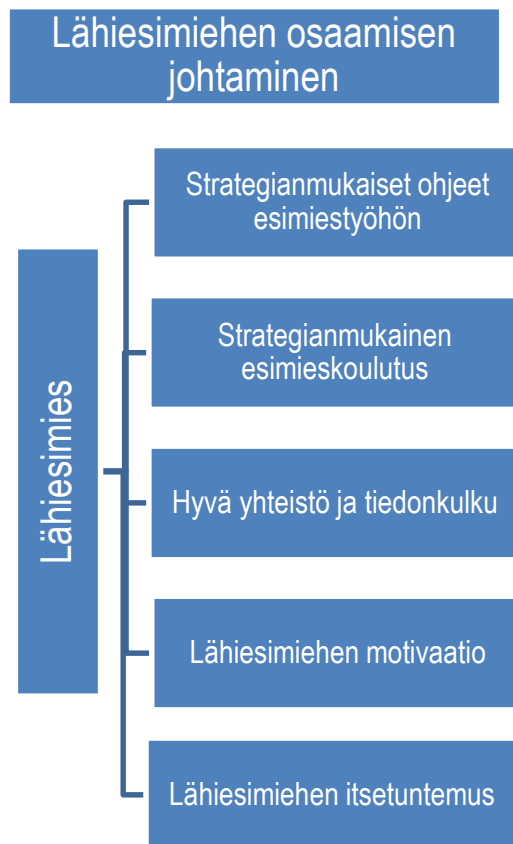 Lähiesimiehen osaamisen
johtaminen
Strategianmukaiset ohjeet
esimiestyöhön
Strategianmukainen
esimieskoulutus
Lähiesimies
Hyvä yhteistö ja tiedonkulku
Lähiesimiehen motivaatio
Lähiesimiehen itsetuntemus